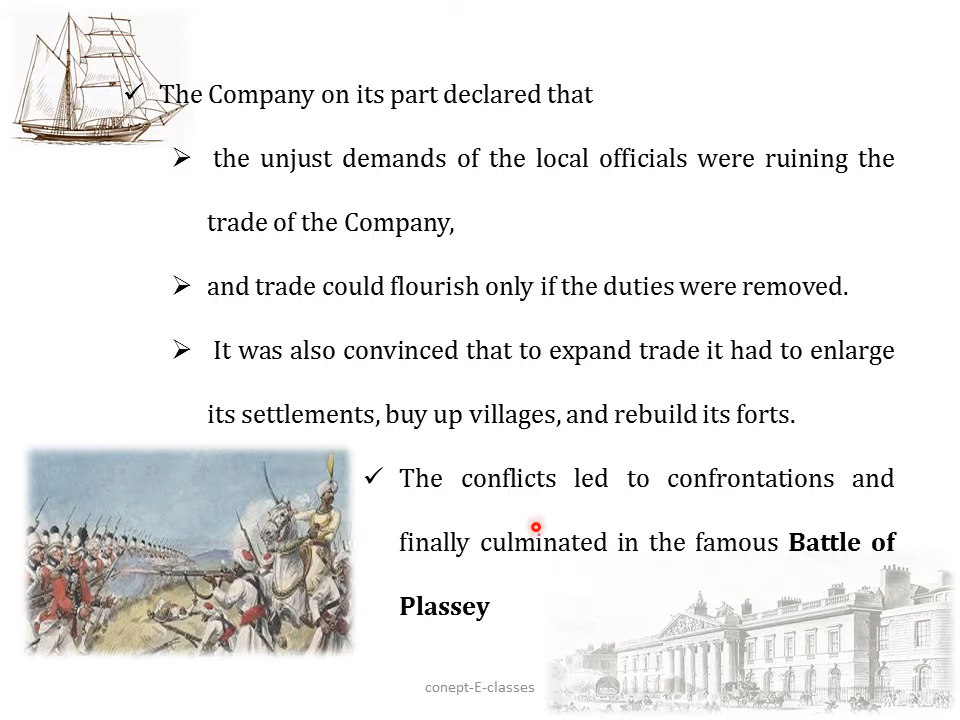 ✓ The Company on its part declared that
➢ the unjust demands of the local officials were ruining the
trade of the Company,
➢ and trade could flourish only if the duties were removed.
➢ It was also convinced that to expand trade it had to enlarge
its settlements, buy up villages, and rebuild its forts.
✓ The conflicts led to confrontations and
finally culminated in the famous Battle of
Plassey
conept-E-classes